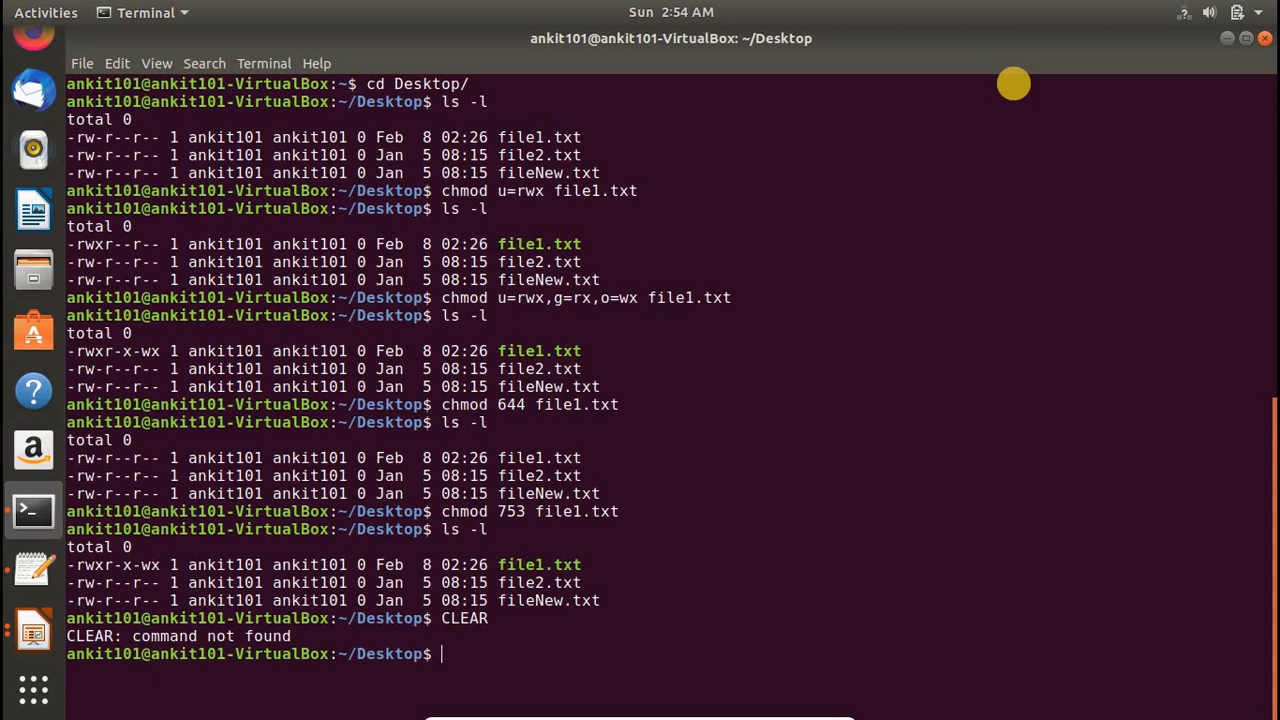 Activities Terminal Sun 2:54 AM
ankit101@ankit101-VirtualBox: ~/Desktop
File Edit View Search Terminal Help
ankit101@ankit101-VirtualBox:~$ cd Desktop/
ankit101@ankit101-VirtualBox:~/Desktop$ ls -l
total 0
-rw-r--r-- 1 ankit101 ankit101 0 Feb  8 02:26 file1.txt
-rw-r--r-- 1 ankit101 ankit101 0 Jan  5 08:15 file2.txt
-rw-r--r-- 1 ankit101 ankit101 0 Jan  5 08:15 fileNew.txt
ankit101@ankit101-VirtualBox:~/Desktop$ chmod u=rwx file1.txt
ankit101@ankit101-VirtualBox:~/Desktop$ ls -l
total 0
-rwxr--r-- 1 ankit101 ankit101 0 Feb  8 02:26 file1.txt
-rw-r--r-- 1 ankit101 ankit101 0 Jan  5 08:15 file2.txt
-rw-r--r-- 1 ankit101 ankit101 0 Jan  5 08:15 fileNew.txt
ankit101@ankit101-VirtualBox:~/Desktop$ chmod u=rwx,g=rx,o=wx file1.txt
ankit101@ankit101-VirtualBox:~/Desktop$ ls -l
total 0
-rwxr-x-wx 1 ankit101 ankit101 0 Feb  8 02:26 file1.txt
-rw-r--r-- 1 ankit101 ankit101 0 Jan  5 08:15 file2.txt
-rw-r--r-- 1 ankit101 ankit101 0 Jan  5 08:15 fileNew.txt
ankit101@ankit101-VirtualBox:~/Desktop$ chmod 644 file1.txt
ankit101@ankit101-VirtualBox:~/Desktop$ ls -l
total 0
-rw-r--r-- 1 ankit101 ankit101 0 Feb  8 02:26 file1.txt
-rw-r--r-- 1 ankit101 ankit101 0 Jan  5 08:15 file2.txt
-rw-r--r-- 1 ankit101 ankit101 0 Jan  5 08:15 fileNew.txt
ankit101@ankit101-VirtualBox:~/Desktop$ chmod 753 file1.txt
ankit101@ankit101-VirtualBox:~/Desktop$ ls -l
total 0
-rwxr-x-wx 1 ankit101 ankit101 0 Feb  8 02:26 file1.txt
-rw-r--r-- 1 ankit101 ankit101 0 Jan  5 08:15 file2.txt
-rw-r--r-- 1 ankit101 ankit101 0 Jan  5 08:15 fileNew.txt
ankit101@ankit101-VirtualBox:~/Desktop$ CLEAR
CLEAR: command not found
ankit101@ankit101-VirtualBox:~/Desktop$